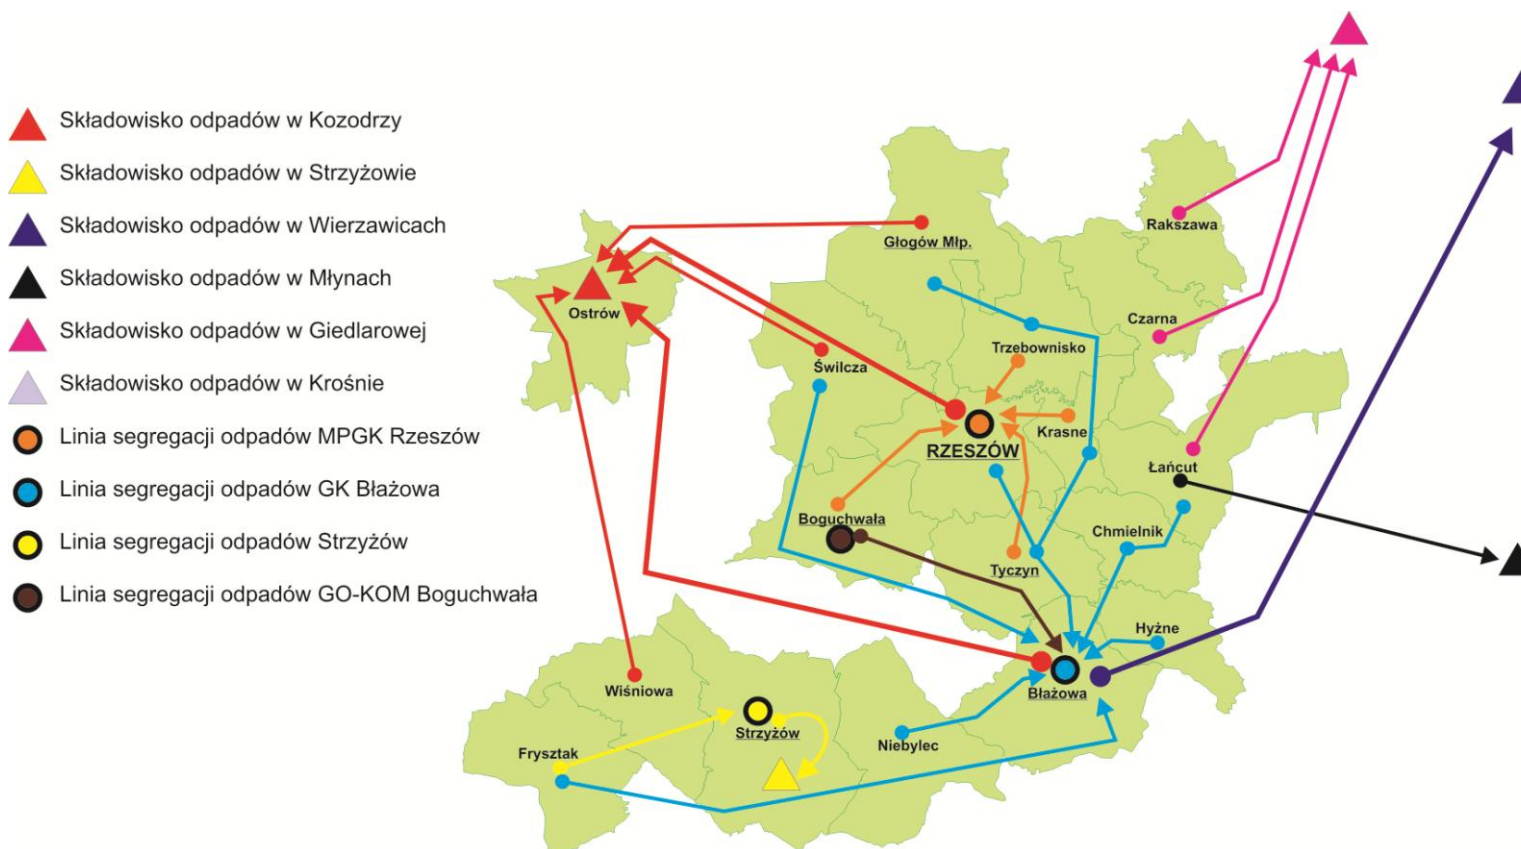 Składowisko odpadów w Kozodrzy
Składowisko odpadów w Strzyżowie
Składowisko odpadów w Wierzawicach
Składowisko odpadów w Młynach
Składowisko odpadów w Giedlarowej
Składowisko odpadów w Krośnie
Linia segregacji odpadów MPGK Rzeszów
Linia segregacji odpadów GK Błażowa
Linia segregacji odpadów Strzyżów
Linia segregacji odpadów GO-KOM Boguchwała
Rakszawa
Głogów Młp.
Ostrów
Czarna
Trzebownisko
Świlcza
Krasne
RZESZÓW
Łańcut
Boguchwała
Chmielnik
Tyczyn
Hyżne
Wiśniowa
Błażowa
Strzyżów
Niebylec
Frysztak